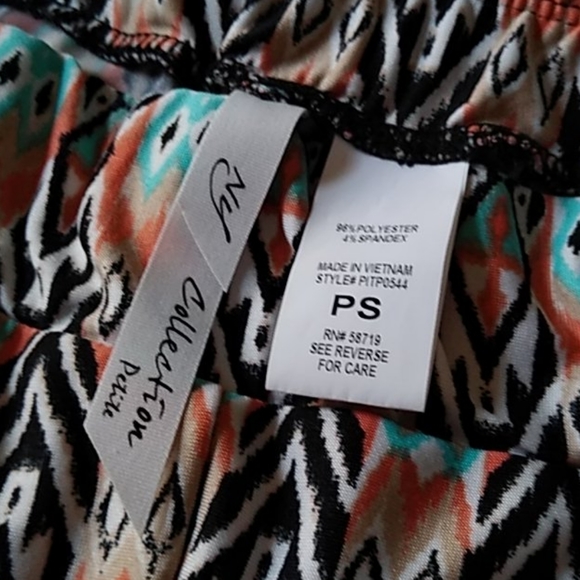 Ny
Collection
Petite
96%POLYESTER
4%SPANDEX
MADE IN VIETNAM
STYLE# PITP0544
PS
RN# 58719
SEE REVERSE
FOR CARE